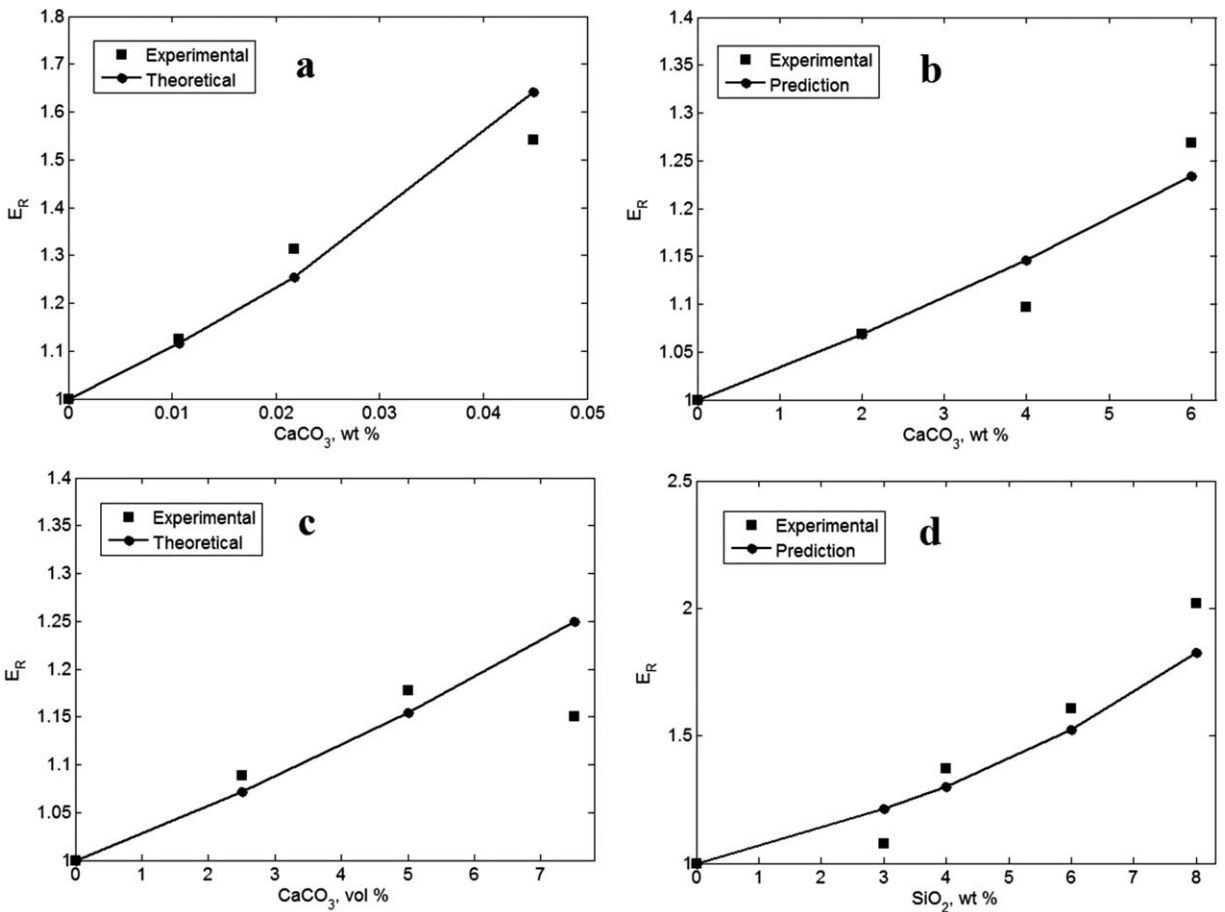 a
Experimental
Theoretical
1.8
1.7
1.6
1.5
1.4
1.3
1.2
1.1
1
E_R
0 0.01 0.02 0.03 0.04 0.05
CaCO3, wt %
b
Experimental
Prediction
1.4
1.35
1.3
1.25
1.2
1.15
1.1
1.05
1
E_R
0 1 2 3 4 5 6
CaCO3, wt %
c
Experimental
Theoretical
1.4
1.35
1.3
1.25
1.2
1.15
1.1
1.05
1
E_R
0 1 2 3 4 5 6 7
CaCO3, vol %
d
Experimental
Prediction
2.5
2
1.5
1
E_R
0 1 2 3 4 5 6 7 8
SiO2, wt %